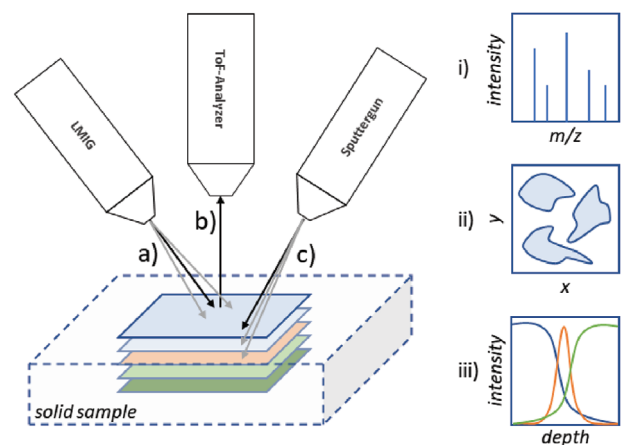 LMIG
ToF-Analyzer
Sputtergun
a)
b)
c)
solid sample
i)
intensity
m/z
ii)
y
x
iii)
intensity
depth